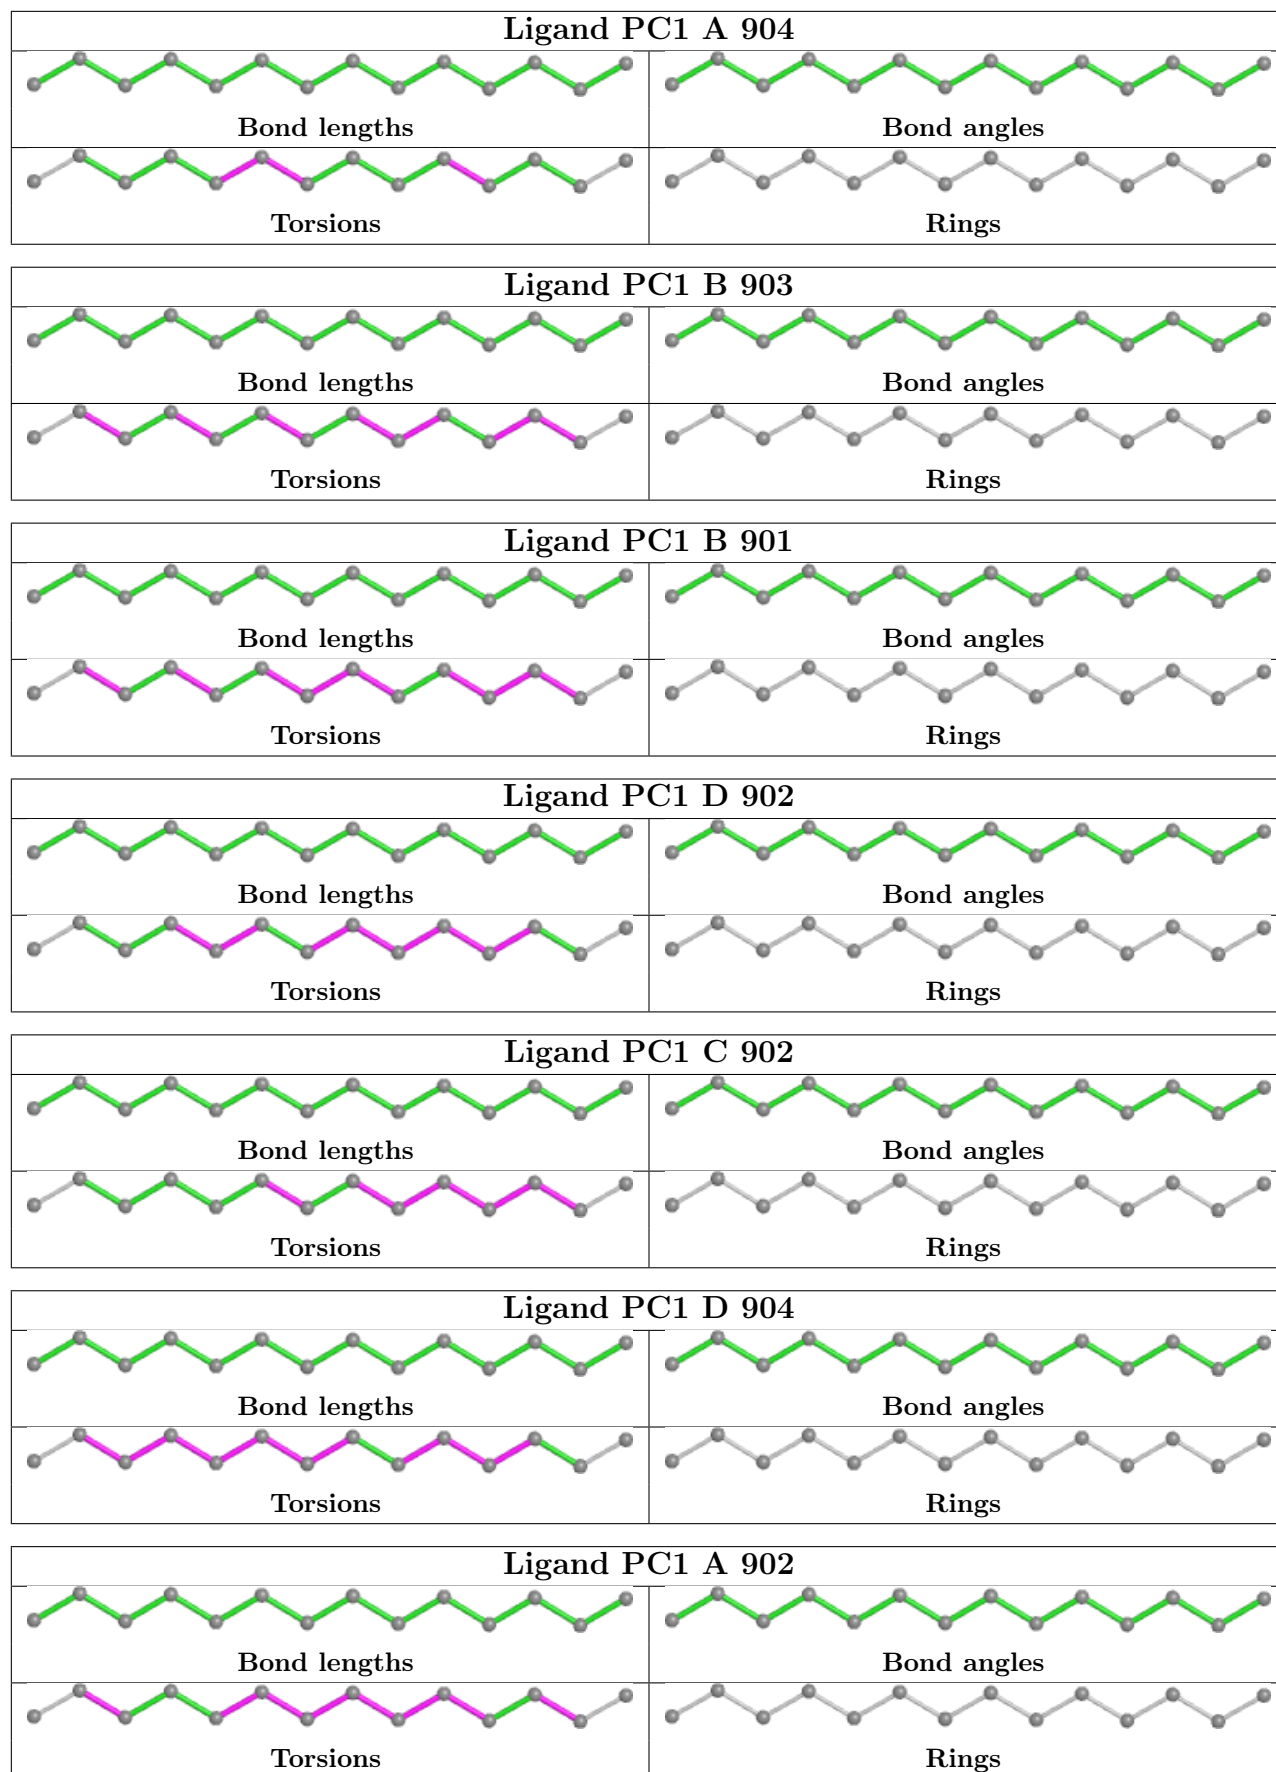 Ligand PC1 A 904
Bond lengths
Bond angles
Torsions
Rings
Ligand PC1 B 903
Bond lengths
Bond angles
Torsions
Rings
Ligand PC1 B 901
Bond lengths
Bond angles
Torsions
Rings
Ligand PC1 D 902
Bond lengths
Bond angles
Torsions
Rings
Ligand PC1 C 902
Bond lengths
Bond angles
Torsions
Rings
Ligand PC1 D 904
Bond lengths
Bond angles
Torsions
Rings
Ligand PC1 A 902
Bond lengths
Bond angles
Torsions
Rings